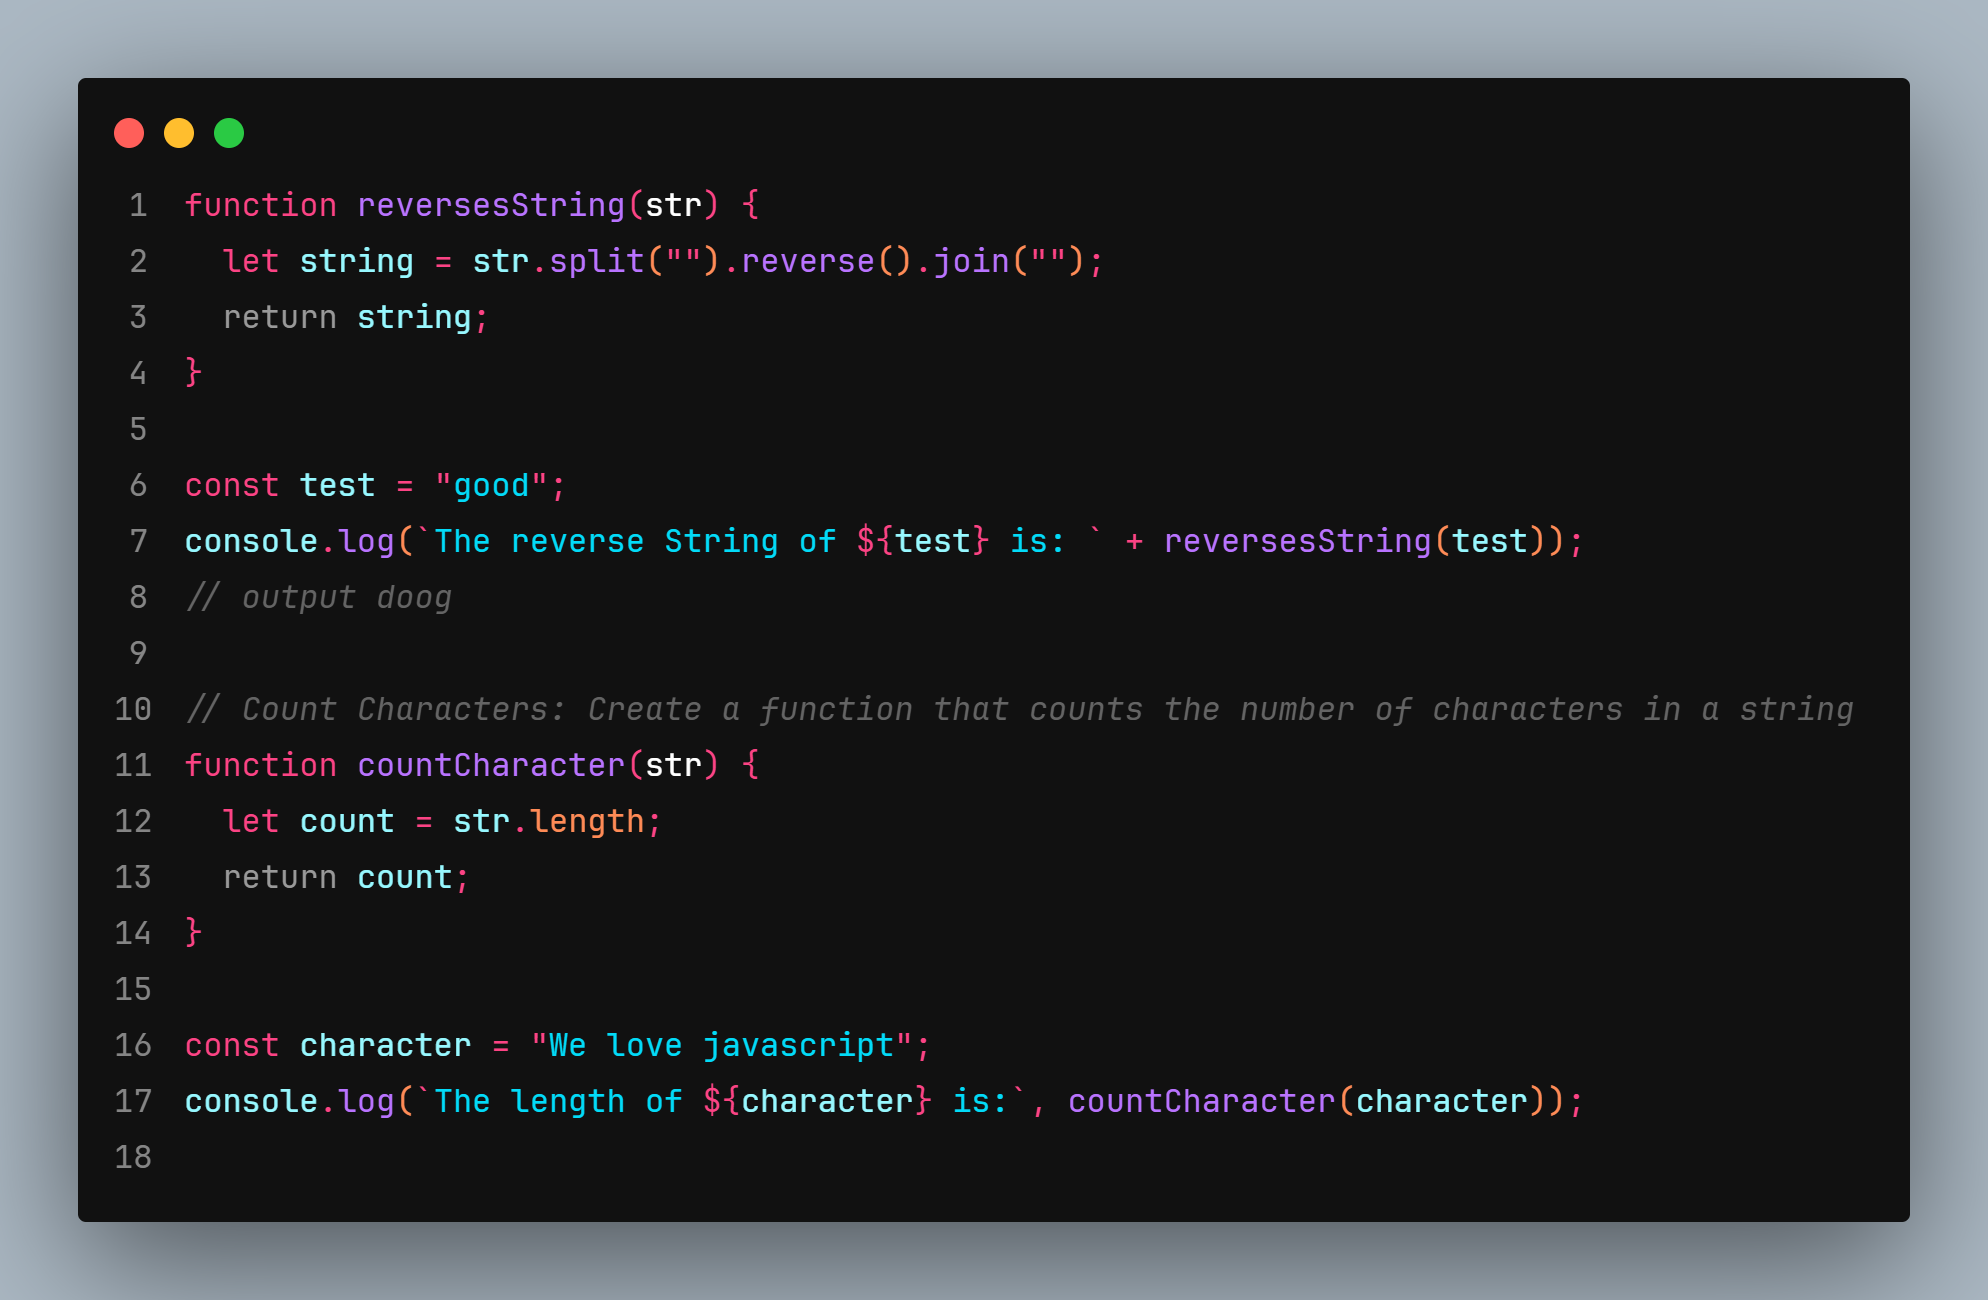 1 function reversesString(str) {
2   let string = str.split("").reverse().join("");
3   return string;
4 }
5
6 const test = "good";
7 console.log(`The reverse String of ${test} is: ` + reversesString(test));
8 // output doog
9
10 // Count Characters: Create a function that counts the number of characters in a string
11 function countCharacter(str) {
12   let count = str.length;
13   return count;
14 }
15
16 const character = "We love javascript";
17 console.log(`The length of ${character} is:`, countCharacter(character));
18